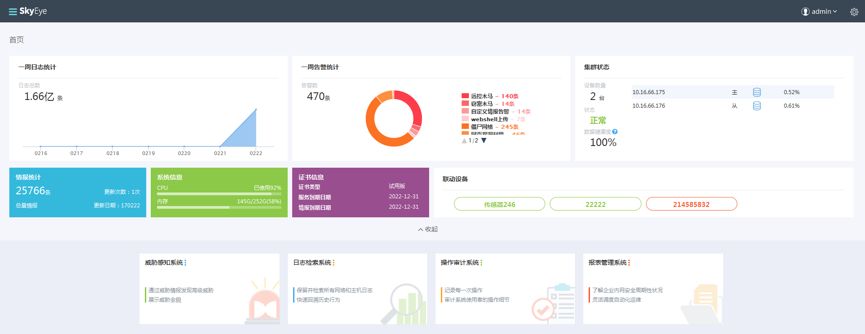 SkyEye
admin
首页
一周日志统计
日志总数
1.66亿 条
0216 0217 0218 0219 0220 0221 0222
一周告警统计
告警数
470条
远控木马 - 140条
窃密木马 - 14条
自定义情报告警 - 14条
webshell上传
僵尸网络 - 245条
1/2
集群状态
设备数量
2 台
状态
正常
数据健康度
100%
10.16.66.175 主 0.52%
10.16.66.176 从 0.61%
情报统计
25766条
更新次数：1次
总量情报
更新日期：170222
系统信息
CPU 已使用92%
内存 145G/252G(58%)
证书信息
证书类型 试用版
服务到期日期 2022-12-31
情报到期日期 2022-12-31
联动设备
传感器246
22222
214585832
收起
威胁感知系统
通过威胁情报发现高级威胁
展示威胁全貌
日志检索系统
保留并检索所有网络和主机日志
快速回溯历史行为
操作审计系统
记录每一次操作
审计系统使用者的操作细节
报表管理系统
了解企业内网安全周期性状况
灵活调度自动化运维